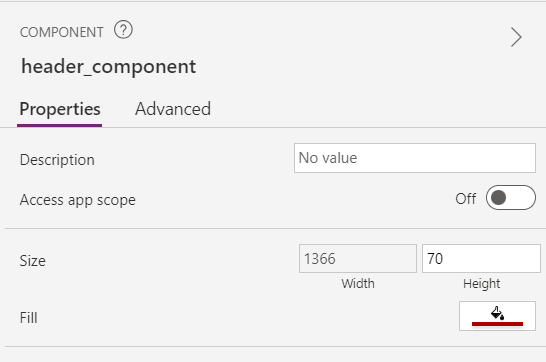 COMPONENT ?
header_component
Properties Advanced
Description No value
Access app scope Off
Size 1366 70
Width Height
Fill